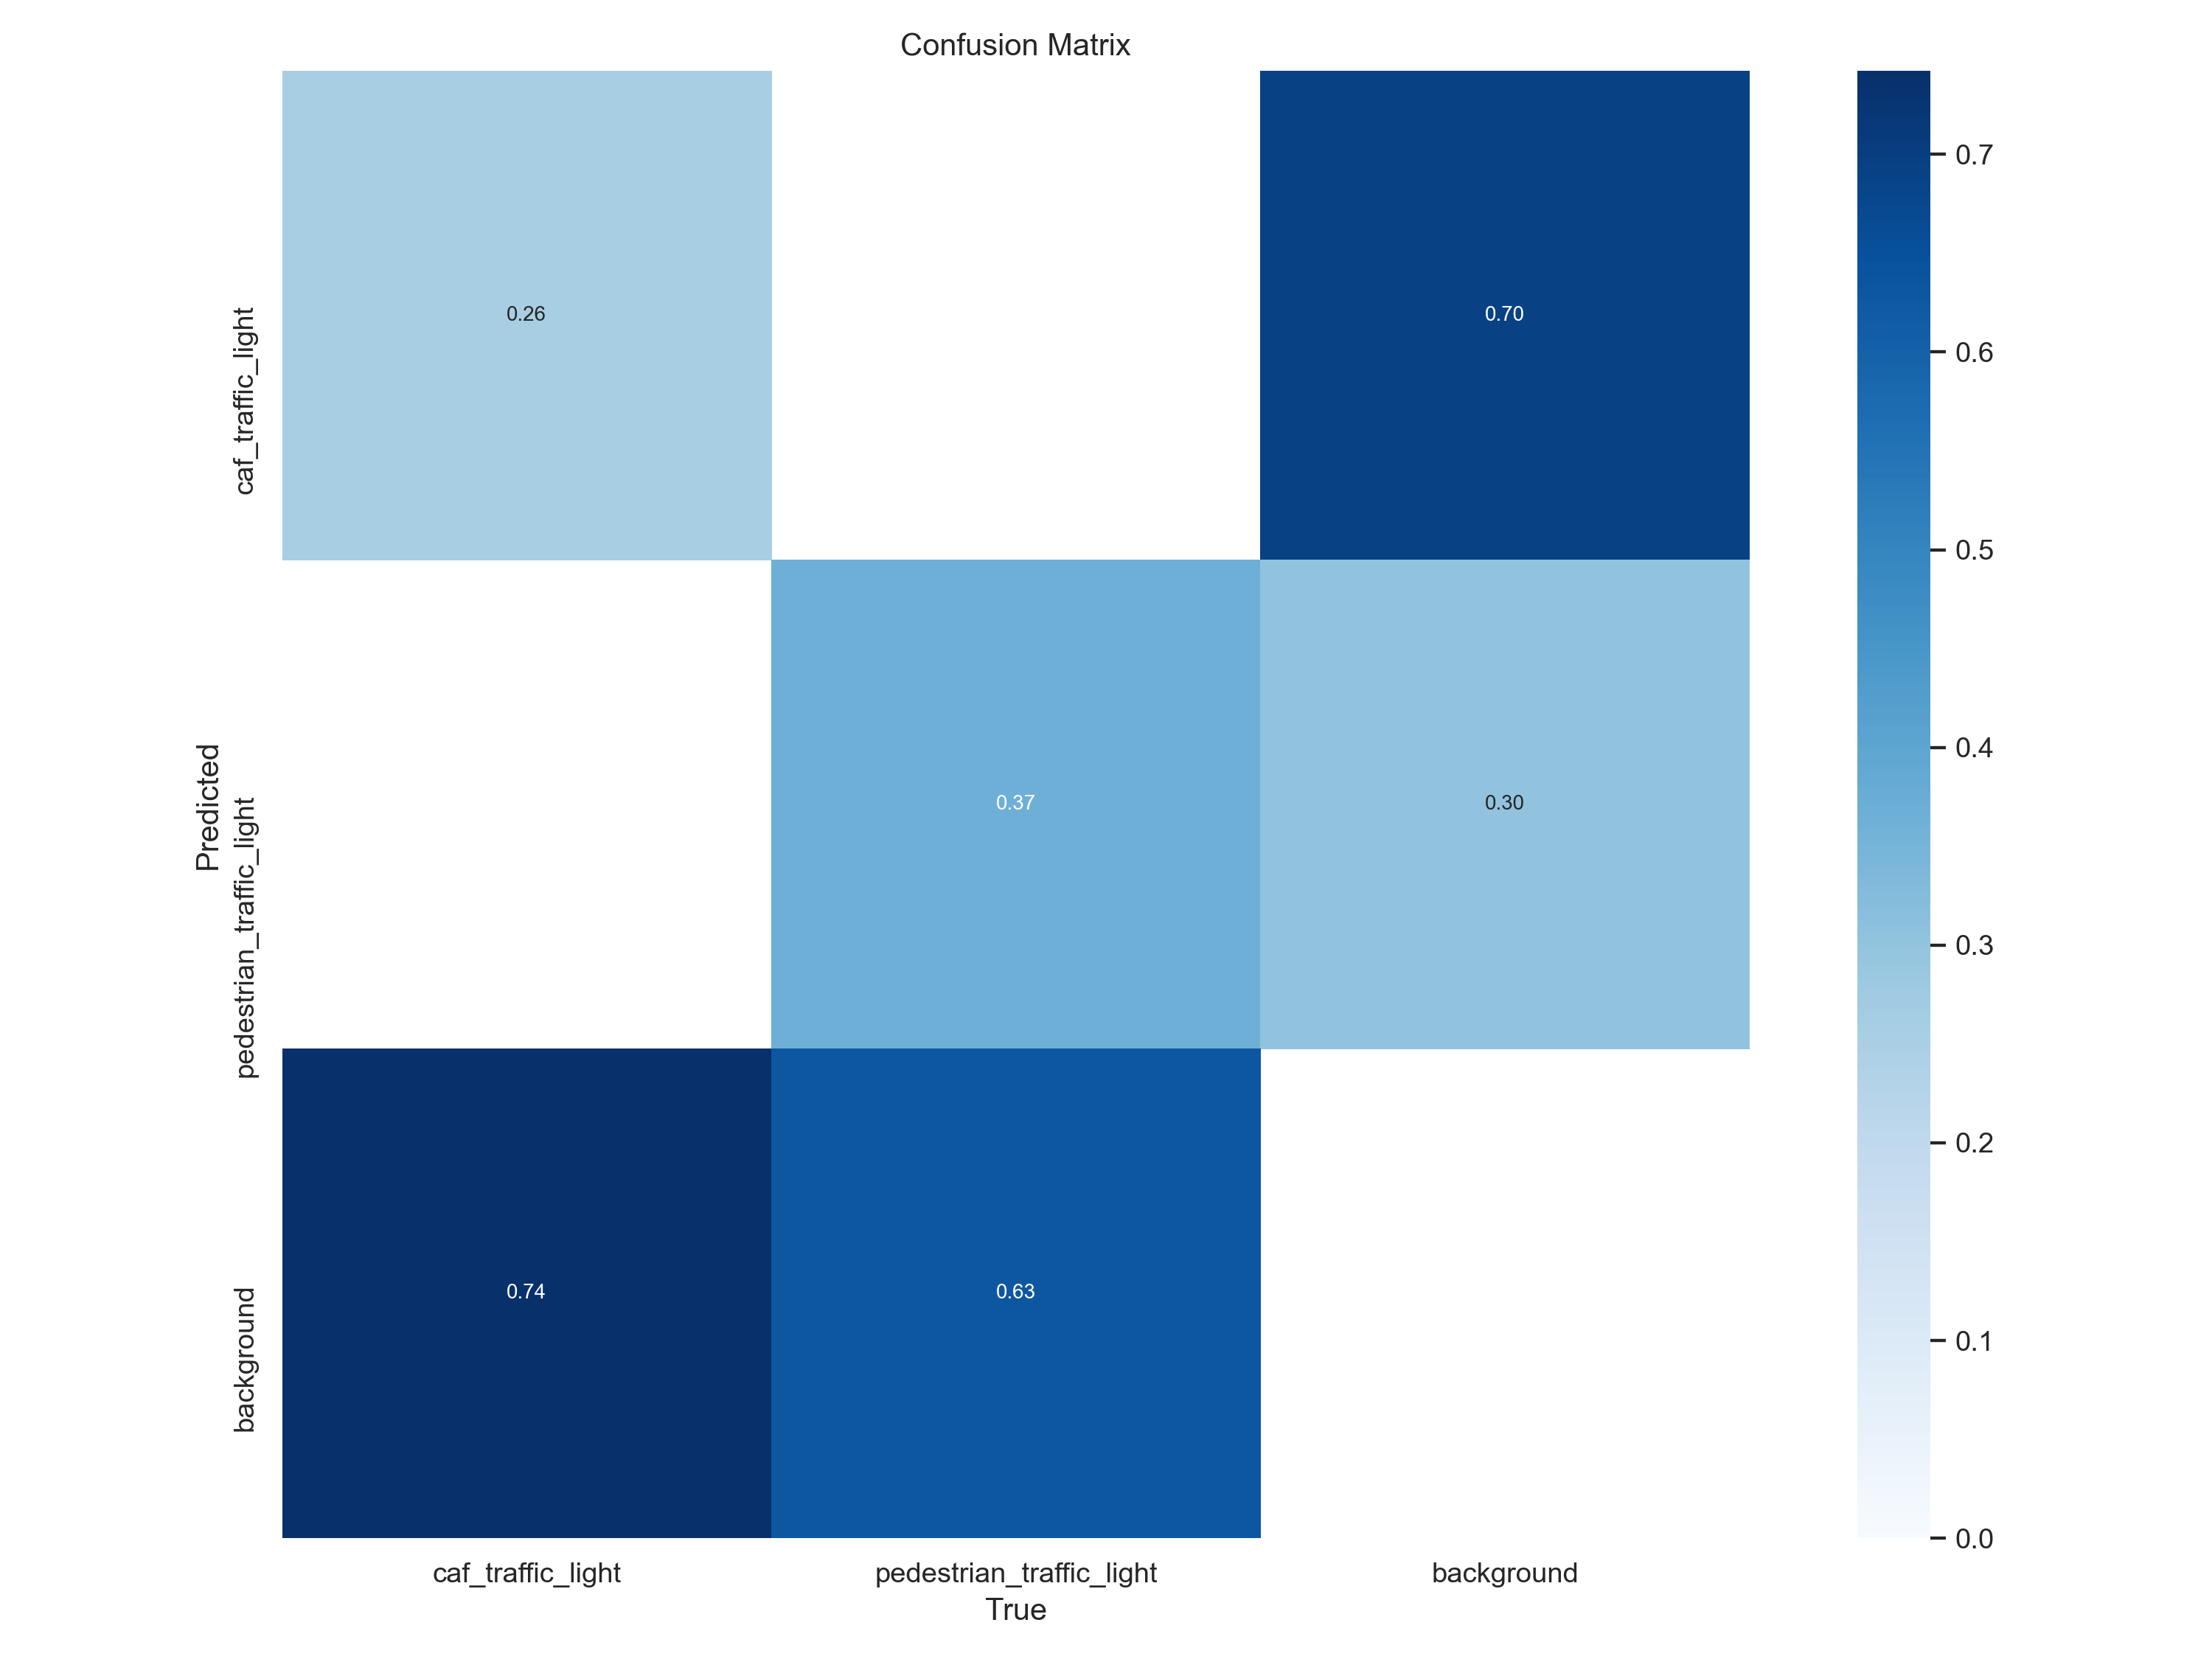 Confusion Matrix
caf_traffic_light
pedestrian_traffic_light
background
Predicted
0.26
0.70
0.37
0.30
0.74
0.63
caf_traffic_light
pedestrian_traffic_light
background
True
0.7
0.6
0.5
0.4
0.3
0.2
0.1
0.0